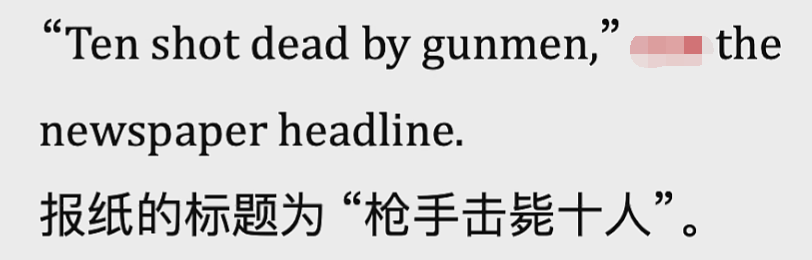 “Ten shot dead by gunmen,” the
newspaper headline.
报纸的标题为“枪手击毙十人”。